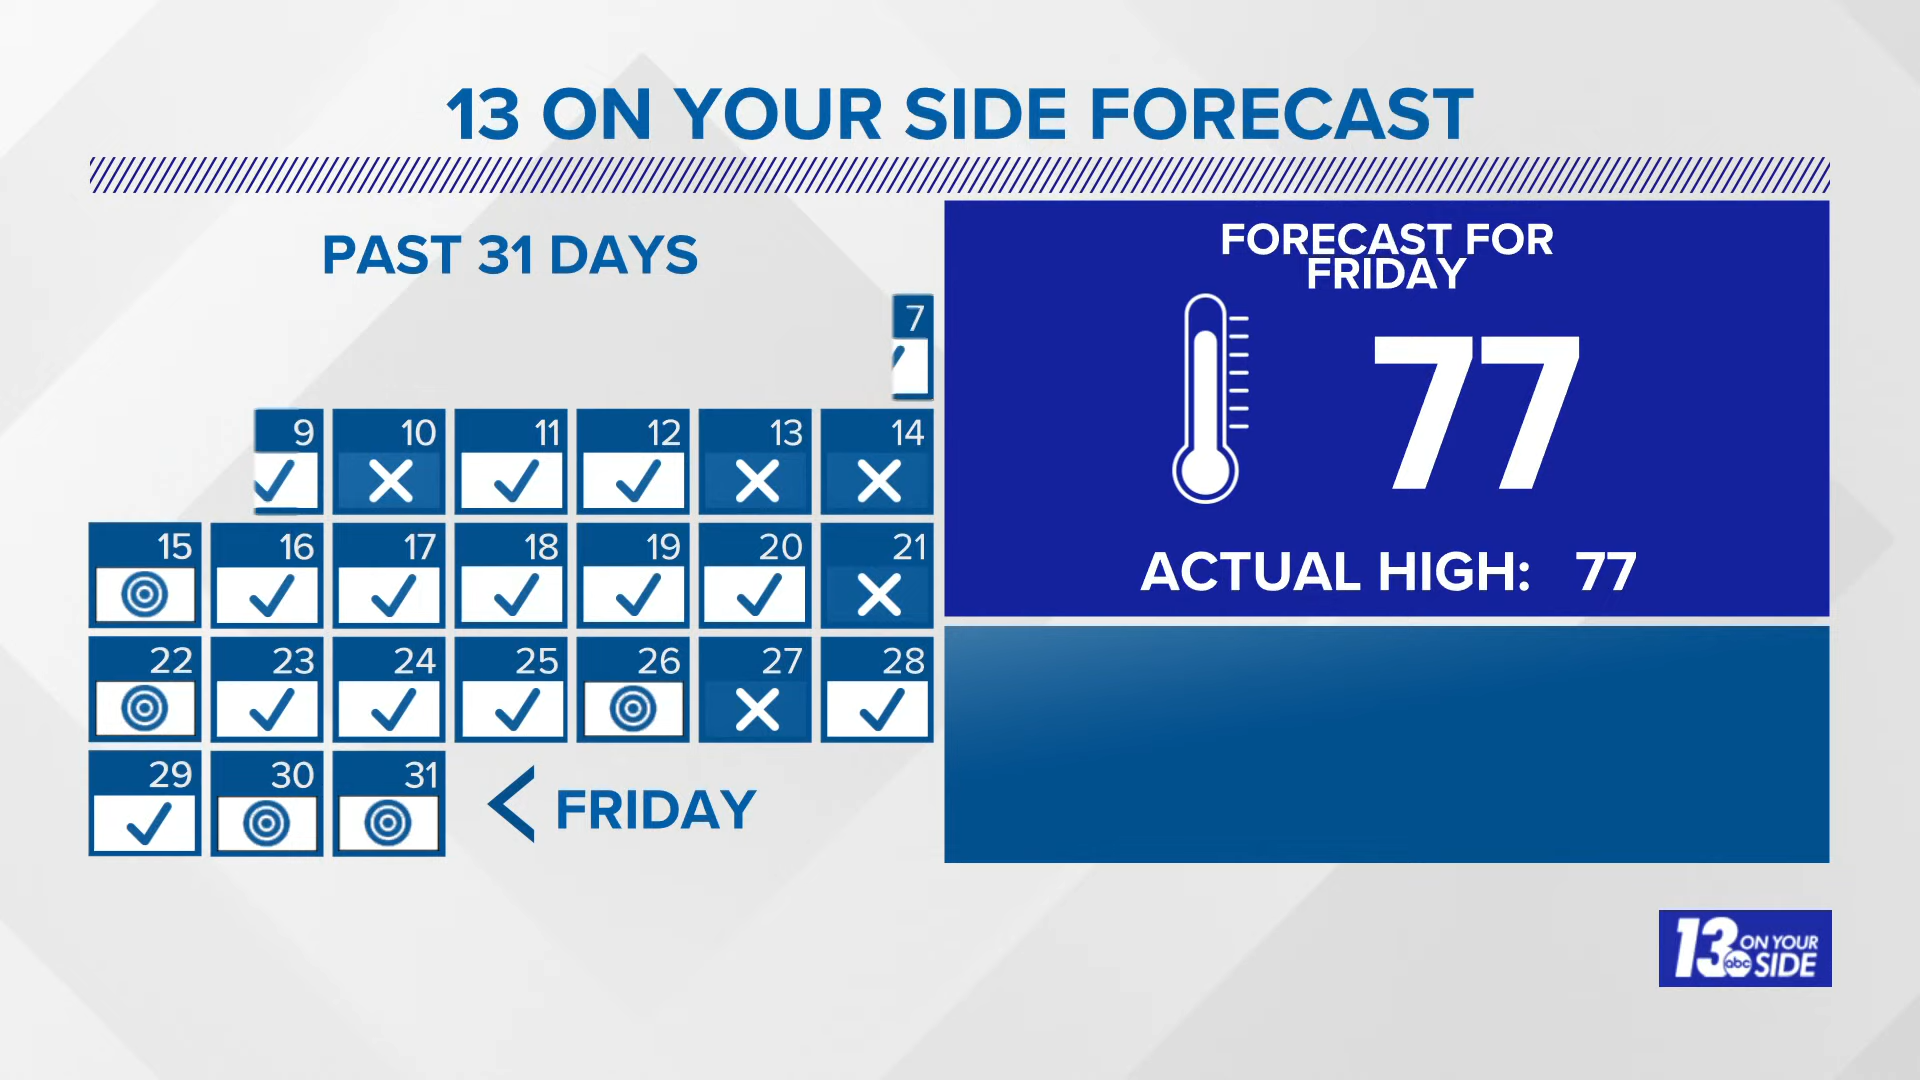 13 ON YOUR SIDE FORECAST
PAST 31 DAYS
7
9 10 11 12 13 14
15 16 17 18 19 20 21
22 23 24 25 26 27 28
29 30 31
< FRIDAY
FORECAST FOR
FRIDAY
77
ACTUAL HIGH: 77
13 ON YOUR
abc SIDE